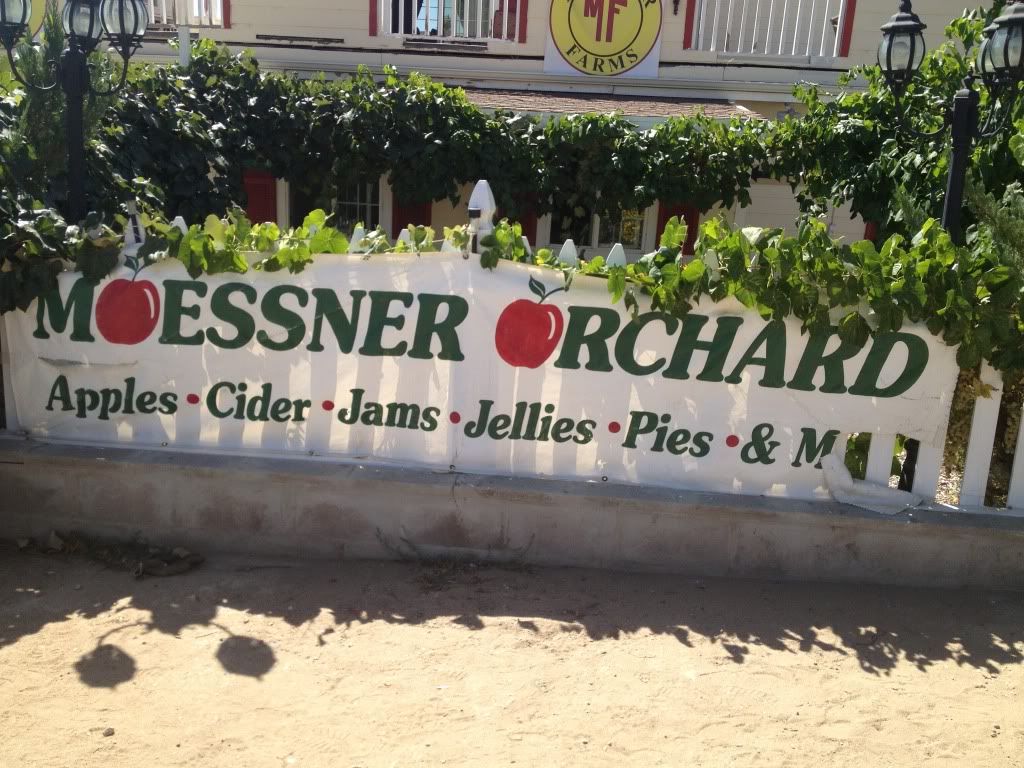 MF
FARMS
MOESSNER ORCHARD
Apples • Cider • Jams • Jellies • Pies • & M